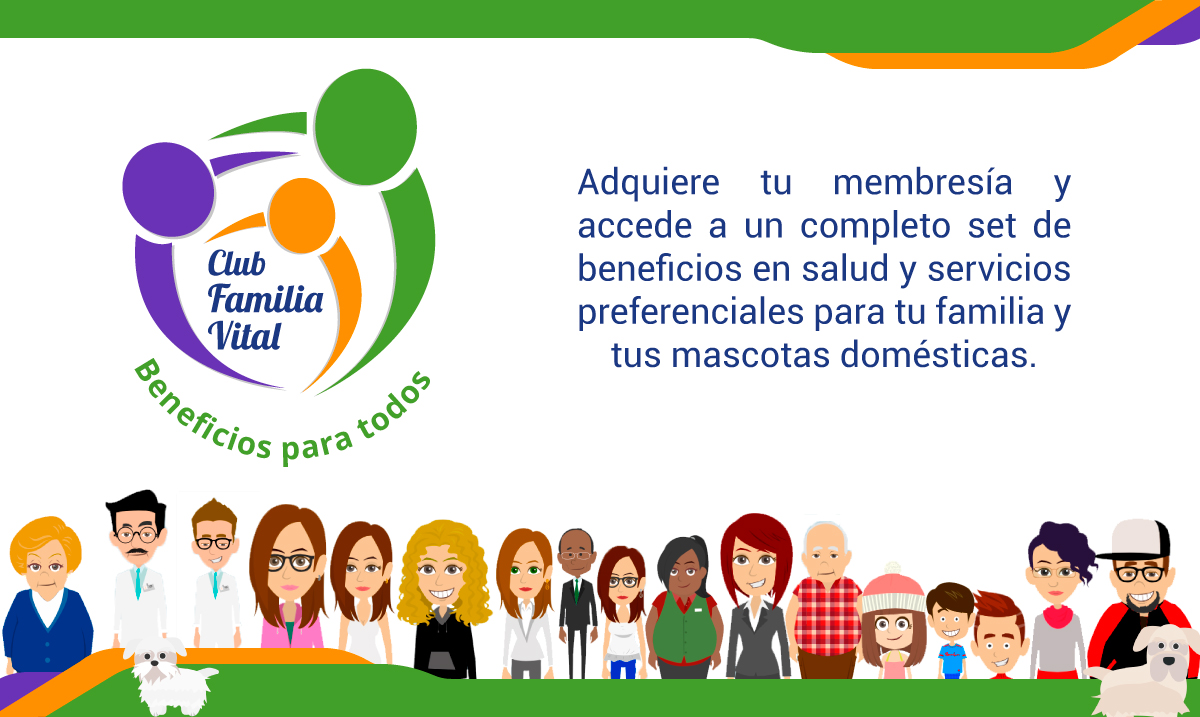 Club
Familia
Vital
Beneficios para todos
Adquiere tu membresía y
accede a un completo set de
beneficios en salud y servicios
preferenciales para tu familia y
tus mascotas domésticas.